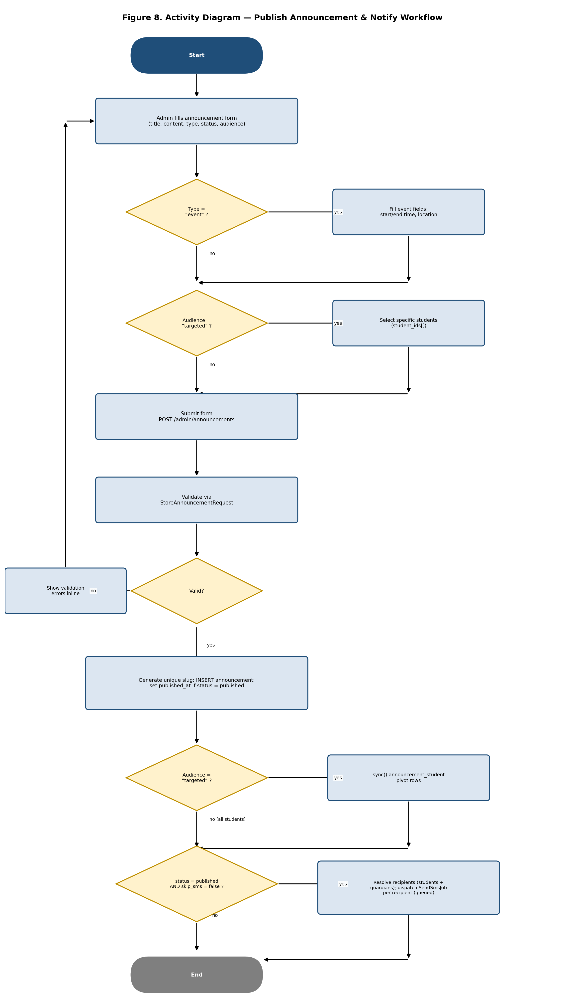 Figure 8. Activity Diagram — Publish Announcement & Notify Workflow
Start
Admin fills announcement form
(title, content, type, status, audience)
Type =
“event” ?
yes
Fill event fields:
start/end time, location
no
Audience =
“targeted” ?
yes
Select specific students
(student_ids[])
no
Submit form
POST /admin/announcements
Validate via
StoreAnnouncementRequest
Show validation
errors inline
no
Valid?
yes
Generate unique slug; INSERT announcement;
set published_at if status = published
Audience =
“targeted” ?
yes
sync() announcement_student
pivot rows
no (all students)
status = published
AND skip_sms = false ?
yes
Resolve recipients (students +
guardians); dispatch SendSmsJob
per recipient (queued)
no
End